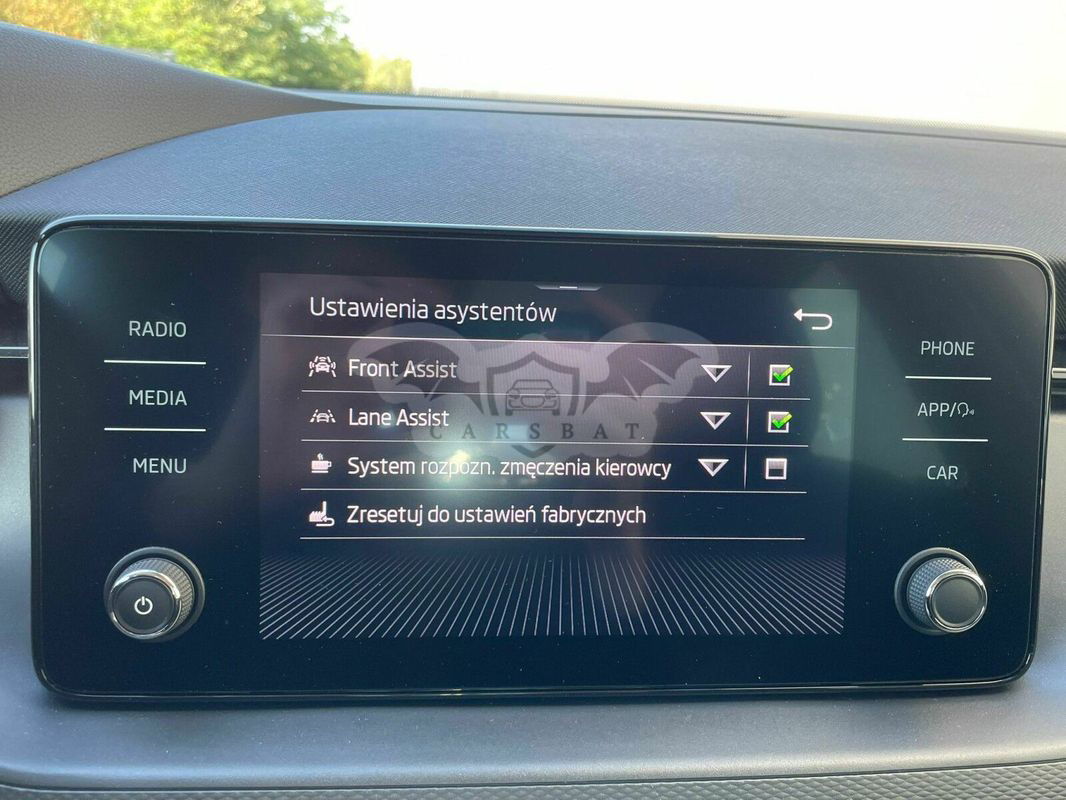 RADIO
MEDIA
MENU
Ustawienia asystentów
Front Assist
Lane Assist
System rozpozn. zmęczenia kierowcy
Zresetuj do ustawień fabrycznych
CARSBAT
PHONE
APP/
CAR